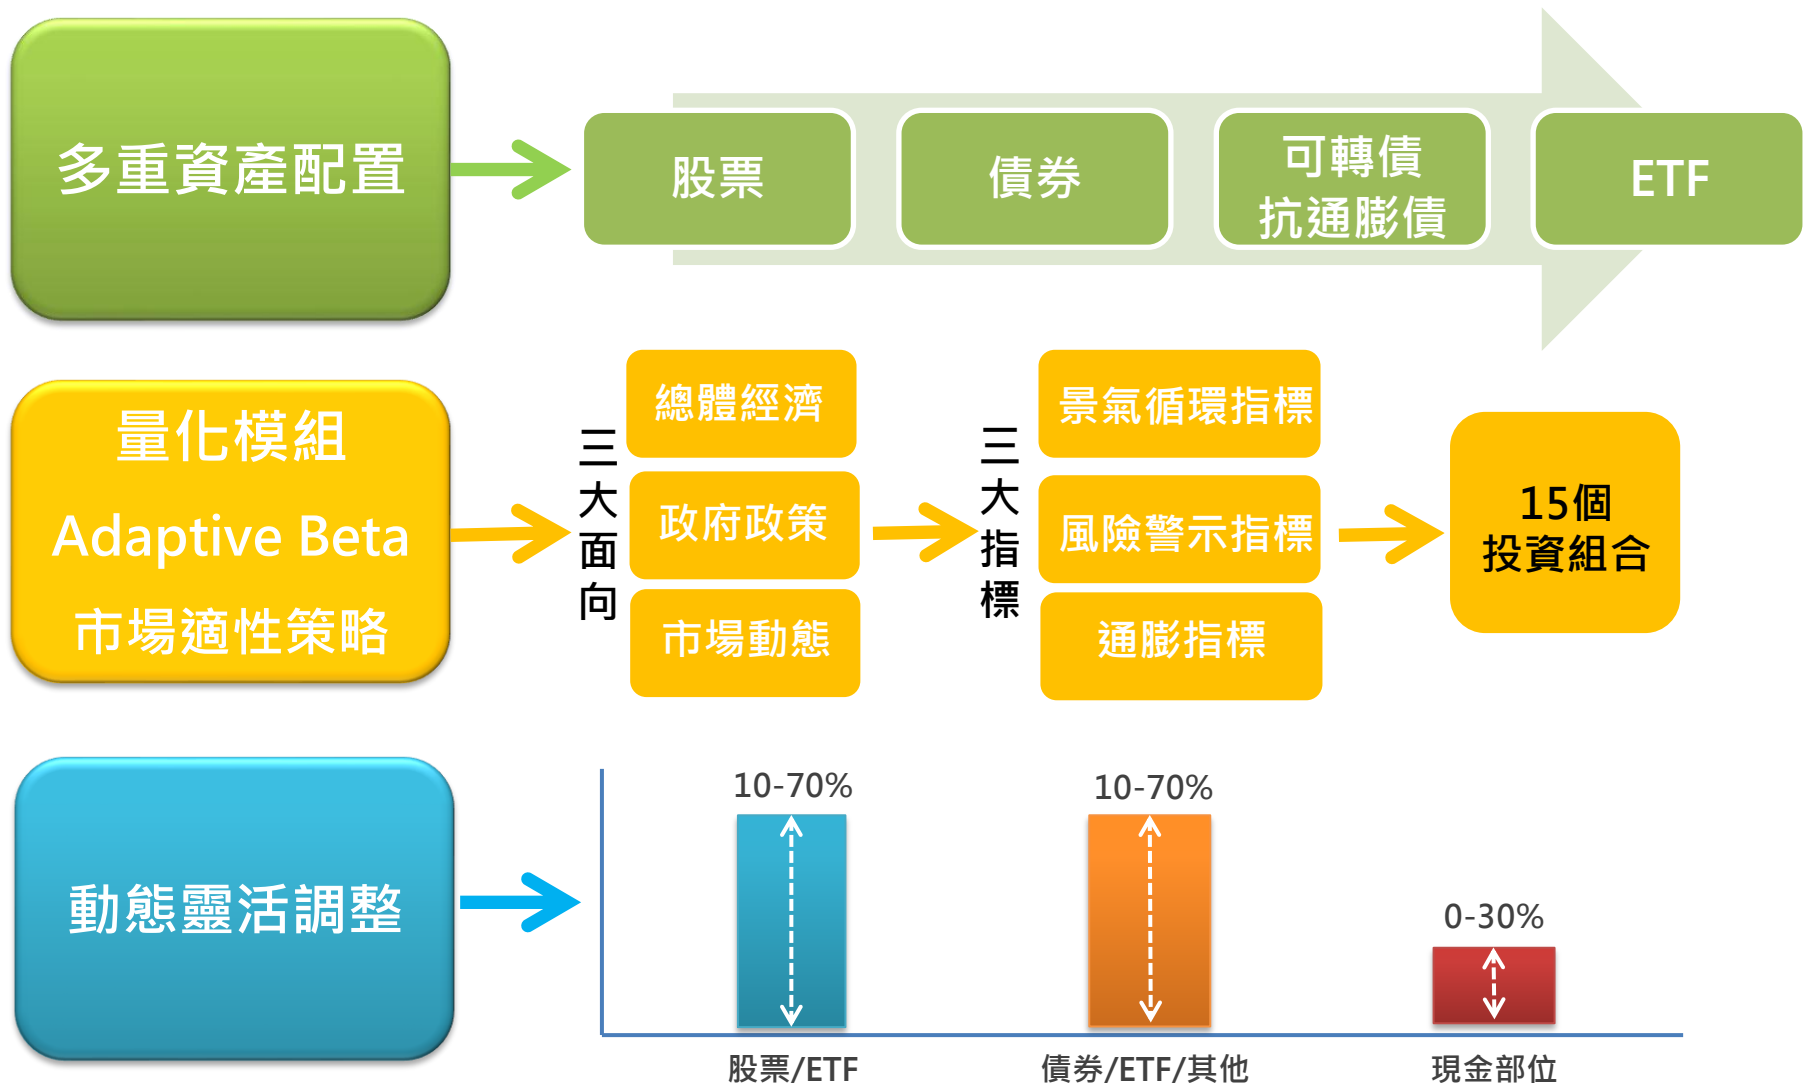 多重資產配置
股票
債券
可轉債
抗通膨債
ETF
量化模組
Adaptive Beta
市場適性策略
三大面向
總體經濟
政府政策
市場動態
三大指標
景氣循環指標
風險警示指標
通膨指標
15個
投資組合
動態靈活調整
10-70%
10-70%
0-30%
股票/ETF
債券/ETF/其他
現金部位